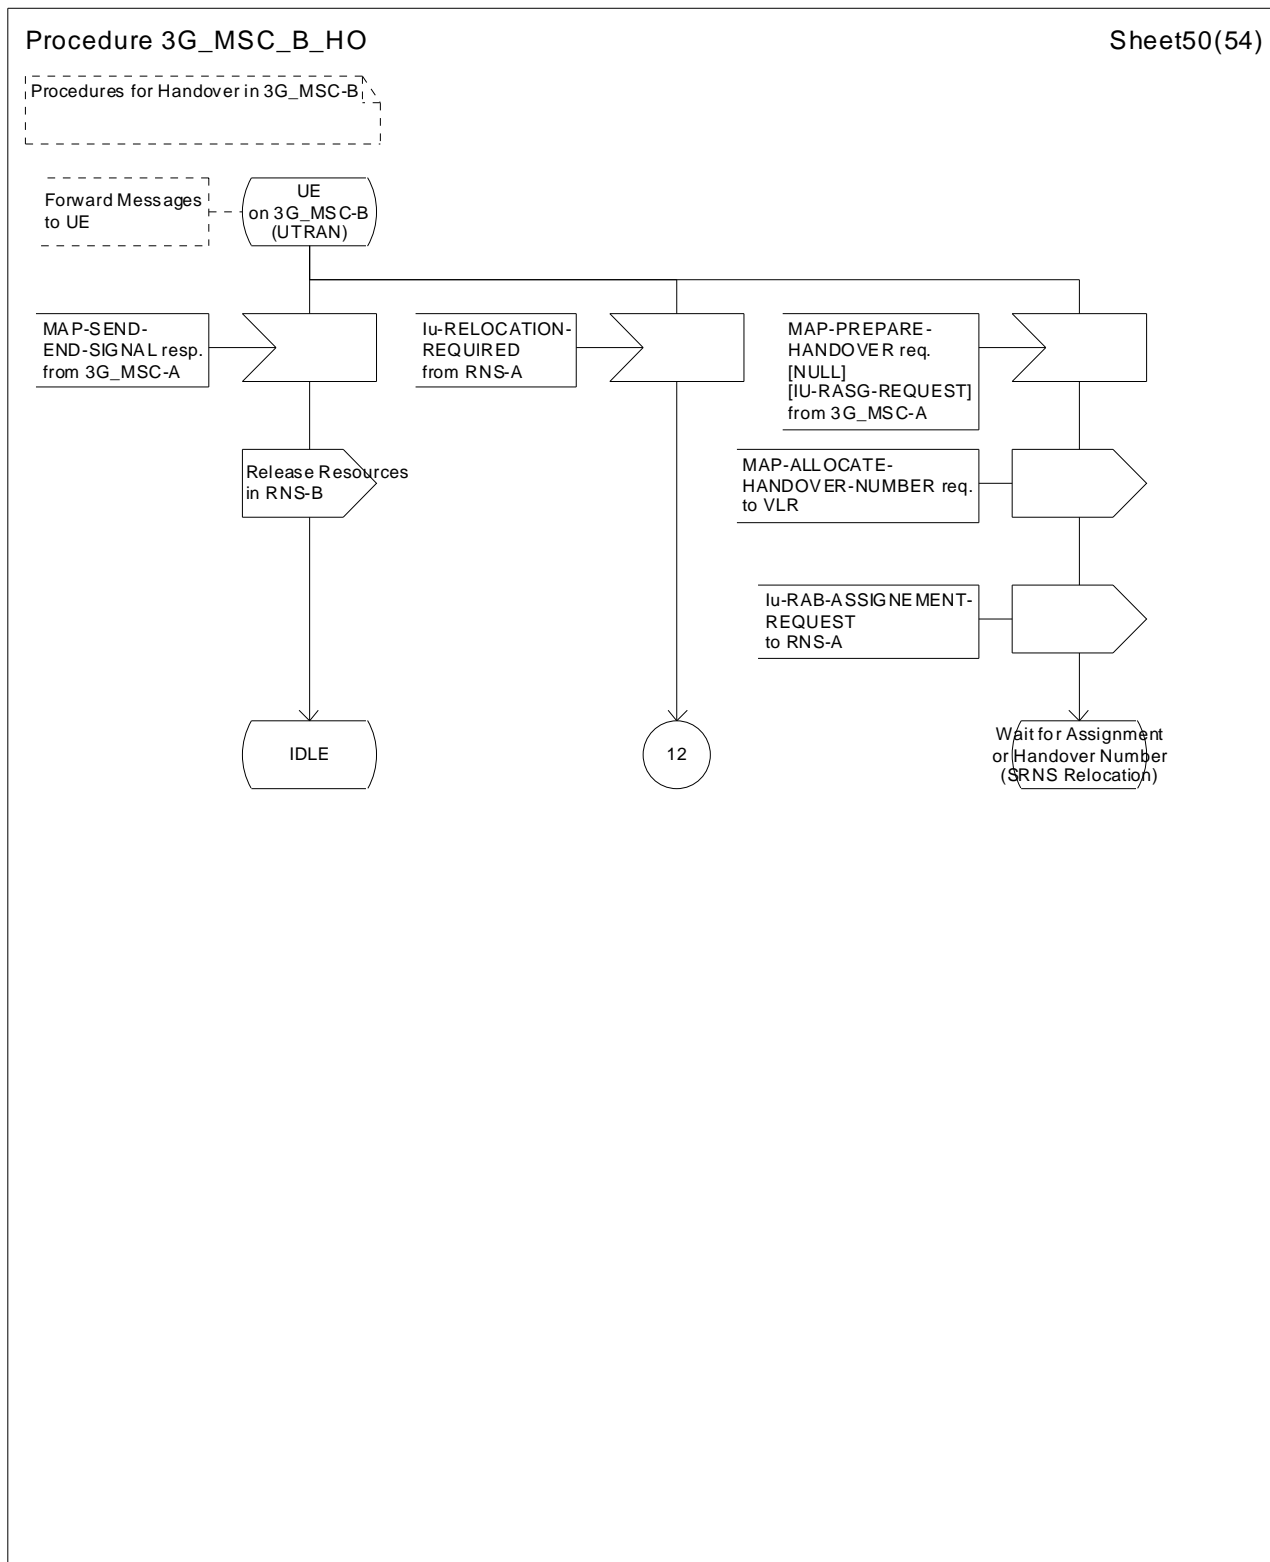 Procedure 3G_MSC_B_HO
Sheet50(54)
Procedures for Handover in 3G_MSC-B
Forward Messages
to UE
UE
on 3G_MSC-B
(UTRAN)
MAP-SEND-
END-SIGNAL resp.
from 3G_MSC-A
Iu-RELOCATION-
REQUIRED
from RNS-A
MAP-PREPARE-
HANDOVER req.
[NULL]
[IU-RASG-REQUEST]
from 3G_MSC-A
Release Resources
in RNS-B
MAP-ALLOCATE-
HANDOVER-NUMBER req.
to VLR
Iu-RAB-ASSIGNEMENT-
REQUEST
to RNS-A
IDLE
12
Wait for Assignment
or Handover Number
(SRNS Relocation)